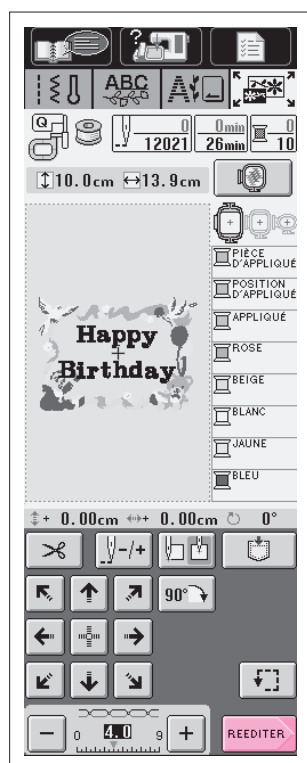 ABC
A
Q
0
12021
0min
26min
0
10
10.0cm 13.9cm
PIÈCE
D'APPLIQUÉ
POSITION
D'APPLIQUÉ
APPLIQUÉ
ROSE
BEIGE
BLANC
JAUNE
BLEU
Happy
Birthday
+ 0.00cm + 0.00cm 0°
-/+
90°
- 0 4.0 9 +
REEDITER